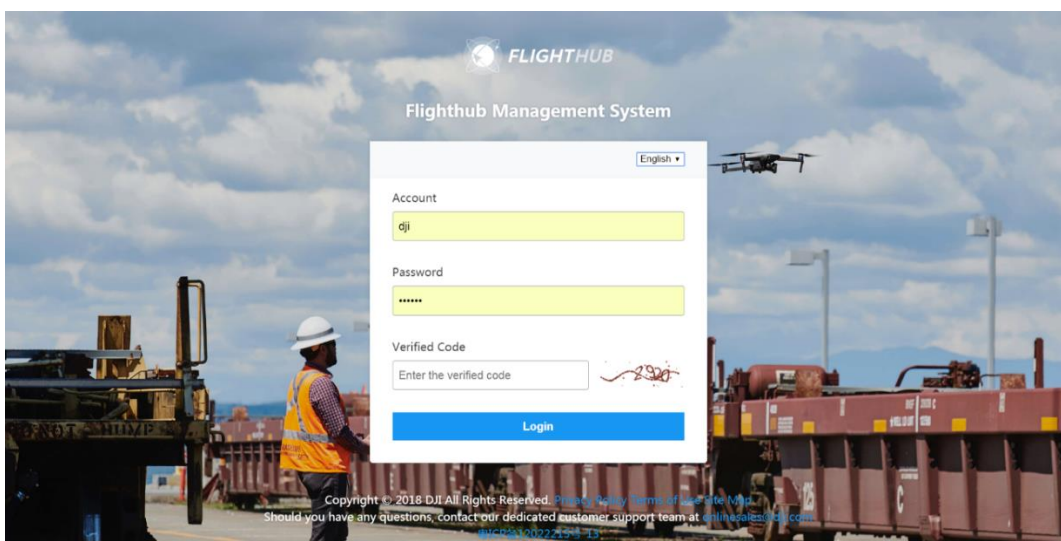 FLIGHTHUB
Flighthub Management System
English
Account
dji
Password
••••••
Verified Code
Enter the verified code
Login
Copyright © 2018 DJI All Rights Reserved. Privacy Policy Terms of Use Site Map
Should you have any questions, contact our dedicated customer support team at onlinesales@dji.com
HUMP
C